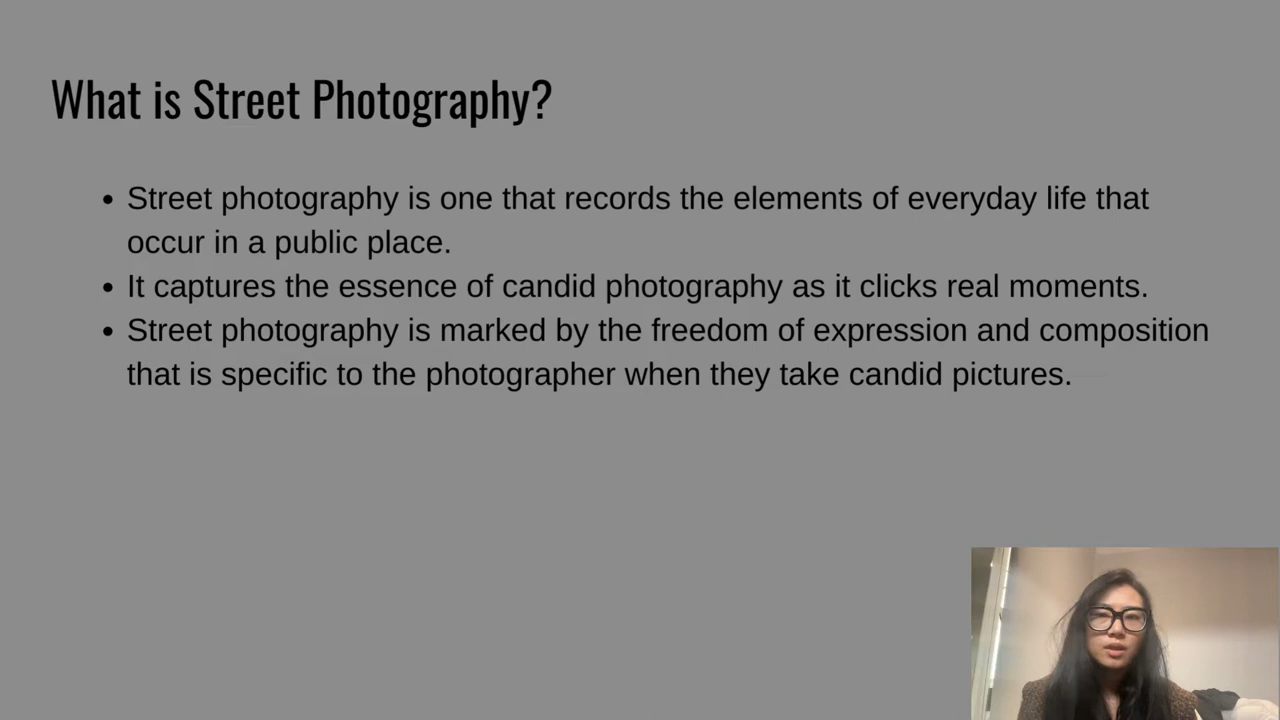 What is Street Photography?
• Street photography is one that records the elements of everyday life that
occur in a public place.
• It captures the essence of candid photography as it clicks real moments.
• Street photography is marked by the freedom of expression and composition
that is specific to the photographer when they take candid pictures.